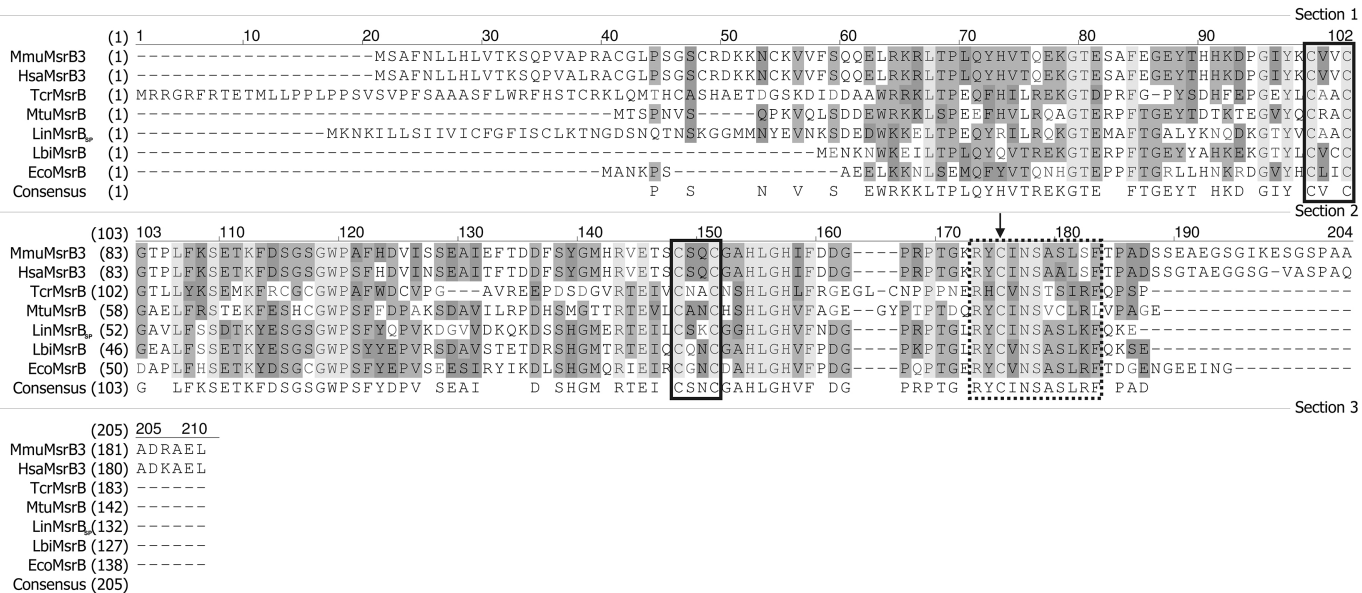 Section 1
(1) 1 10 20 30 40 50 60 70 80 90 102
MmuMsrB3 (1) --------------------MSAFNLLHLVTKSQPVAPRACGLPSGSCRDKKNCKVVFSQQELRKRLTPLQYHVTQEKGTESAFEGEYTHHKDPGIYKCVVC
HsaMsrB3 (1) --------------------MSAFNLLHLVTKSQPVALRACGLPSGSCRDKKNCKVVFSQQELRKRLTPLQYHVTQEKGTESAFEGEYTHHKDPGIYKCVVC
TcrMsrB (1) MRRGRFRTETMLLPPLPPSVSVPFSAAASFLWRFHSTCRKLQMTHCASHAETDGSKDIDDAAWRRKLTPEQFHILREKGTDPRFG-PYSDHFEPGEYLCAAC
MtuMsrB (1) ----------------------------------------MTSPNVS-----QPKVQLSDDEWRKKLSPEEFHVLRQAGTERPFTGEYTDTKTEGVYQCRAC
LinMsrBSP (1) ----------------MKNKILLSIIVICFGFISCLKTNGDSNQTNSKGGMMNYEVNKSDEDWKKELTPEQYRILRQKGTEMAFTGALYKNQDKGTYVCAAC
LbiMsrB (1) ---------------------------------------------------------MENKNWKEILTPLQYQVTREKGTERPFTGEYYAHKEKGTYLCVCC
EcoMsrB (1) ---------------------------------------MANKPS--------------AEELKKNLSEMQFYVTQNHGTEPPFTGRLLHNKRDGVYHCLIC
Consensus (1) P S N V S EWRKKLTPLQYHVTREKGTE FTGEYT HKD GIY CVC
Section 2
(103) 103 110 120 130 140 150 160 170 180 190 204
MmuMsrB3 (83) GTPLFKSETKFDSGSGWPAFHDVISSEAIEFTDDFSYGMHRVETSCSQCGAHLGHIFDDG----PRPTGKRYCINSAALSFTPADSSEAEGSGIKESGSPAA
HsaMsrB3 (83) GTPLFKSETKFDSGSGWPSFHDVINSEAITFTDDFSYGMHRVETSCSQCGAHLGHIFDDG----PRPTGKRYCINSAALSFTPADSSGTAEGGSG-VASPAQ
TcrMsrB (102) GTLLYKSEMKFRCGCGWPAFWDCVPG---AVREEPDSDGVRTEIVCNACNSHLGHLFRGEGL-CNPPPNERHCVNSTSIRFQPSP-----------------
MtuMsrB (58) GAELFRSTEKFESHCGWPSFFDPAKSDAVILRPDHSMGTTRTEVLCANCHSHLGHVFAGE--GYPTPTDQRYCINSVCLRLVPAGE----------------
LinMsrBSP (52) GAVLFSSDTKYESGSGWPSFYQPVKDGVVDKQKDSSHGMERTEILCSKCGGHLGHVFNDG----PRPTGLRYCINSASLKFQKE------------------
LbiMsrB (46) GEALFSSETKYESGSGWPSYYEPVRSDAVSTETDRSHGMTRTEIQCQNCGAHLGHVFPDG----PKPTGLRYCVNSASLKFQKSE-----------------
EcoMsrB (50) DAPLFHSETKYESGSGWPSFYEPVSEESIRYIKDLSHGMQRIEIRCGNCDAHLGHVFPDG----PQPTGERYCVNSASLRFTDGENGEEING----------
Consensus (103) G LFKSETKFDSGSGWPSFYDPV SEAI D SHGM RTEI CSNCGAHLGHVF DG PRPTG RYCINSASLRF PAD
Section 3
(205) 205 210
MmuMsrB3 (181) ADRAEL
HsaMsrB3 (180) ADKAEL
TcrMsrB (183) ------
MtuMsrB (142) ------
LinMsrBSP (132) ------
LbiMsrB (127) ------
EcoMsrB (138) ------
Consensus (205)